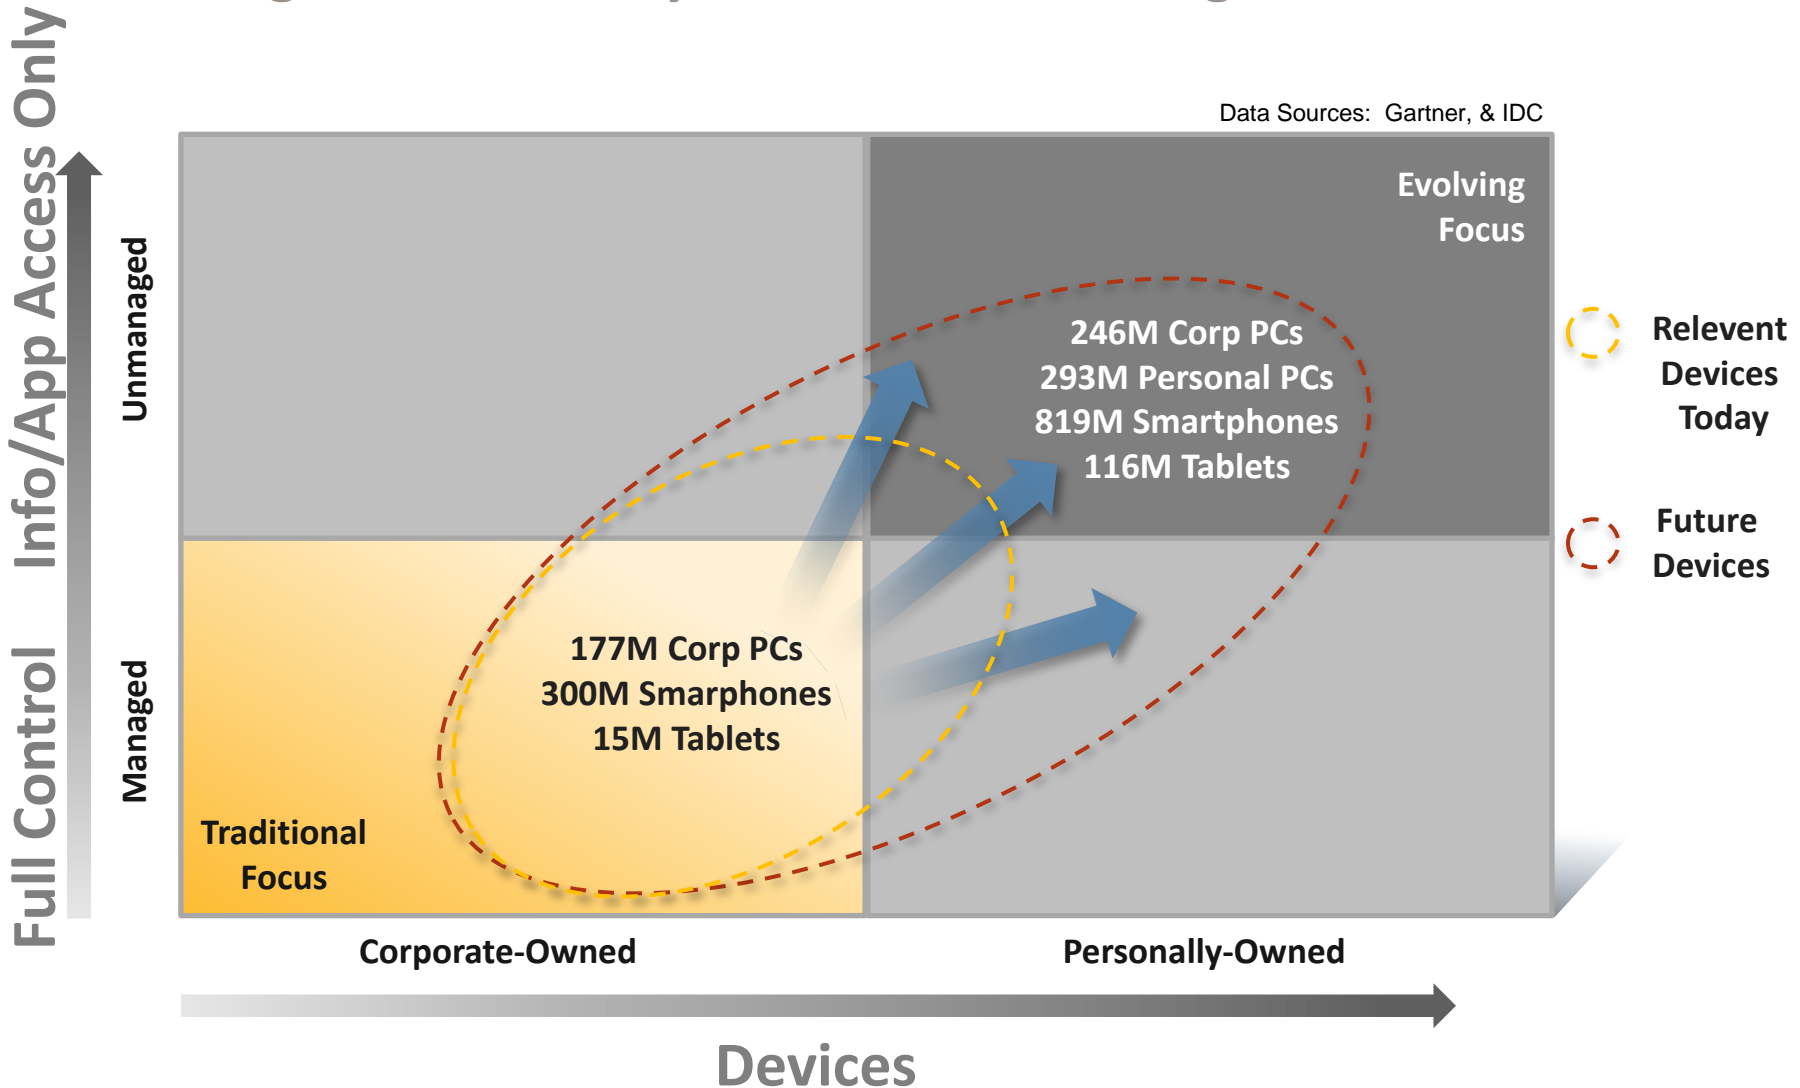 Data Sources:  Gartner, & IDC
Full Control
Info/App Access Only
Unmanaged
Managed
Evolving
Focus
246M Corp PCs
293M Personal PCs
819M Smartphones
116M Tablets
177M Corp PCs
300M Smarphones
15M Tablets
Traditional
Focus
Relevent
Devices
Today
Future
Devices
Corporate-Owned
Personally-Owned
Devices